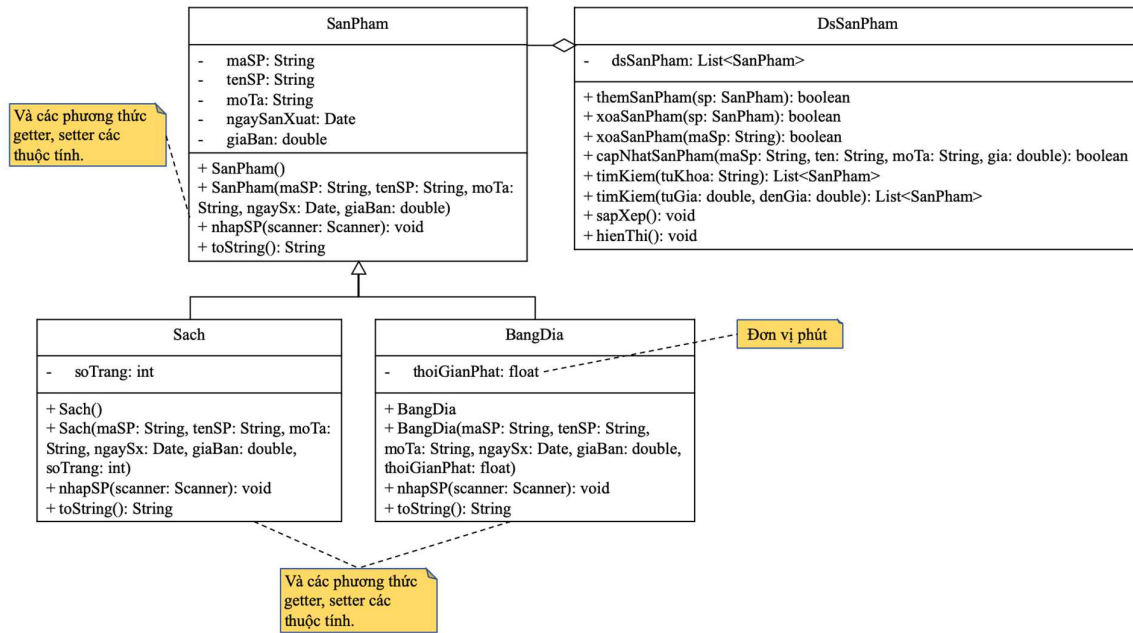 SanPham
- maSP: String
- tenSP: String
- moTa: String
- ngaySanXuat: Date
- giaBan: double
+ SanPham()
+ SanPham(maSP: String, tenSP: String, moTa:
String, ngaySx: Date, giaBan: double)
+ nhapSP(scanner: Scanner): void
+ toString(): String
DsSanPham
- dsSanPham: List<SanPham>
+ themSanPham(sp: SanPham): boolean
+ xoaSanPham(sp: SanPham): boolean
+ xoaSanPham(maSp: String): boolean
+ capNhatSanPham(maSp: String, ten: String, moTa: String, gia: double): boolean
+ timKiem(tuKhoa: String): List<SanPham>
+ timKiem(tuGia: double, denGia: double): List<SanPham>
+ sapXep(): void
+ hienThi(): void
Và các phương thức
getter, setter các
thuộc tính.
Sach
- soTrang: int
+ Sach()
+ Sach(maSP: String, tenSP: String, moTa:
String, ngaySx: Date, giaBan: double,
soTrang: int)
+ nhapSP(scanner: Scanner): void
+ toString(): String
BangDia
- thoiGianPhat: float
+ BangDia
+ BangDia(maSP: String, tenSP: String,
moTa: String, ngaySx: Date, giaBan: double,
thoiGianPhat: float)
+ nhapSP(scanner: Scanner): void
+ toString(): String
Đơn vị phút
Và các phương thức
getter, setter các
thuộc tính.